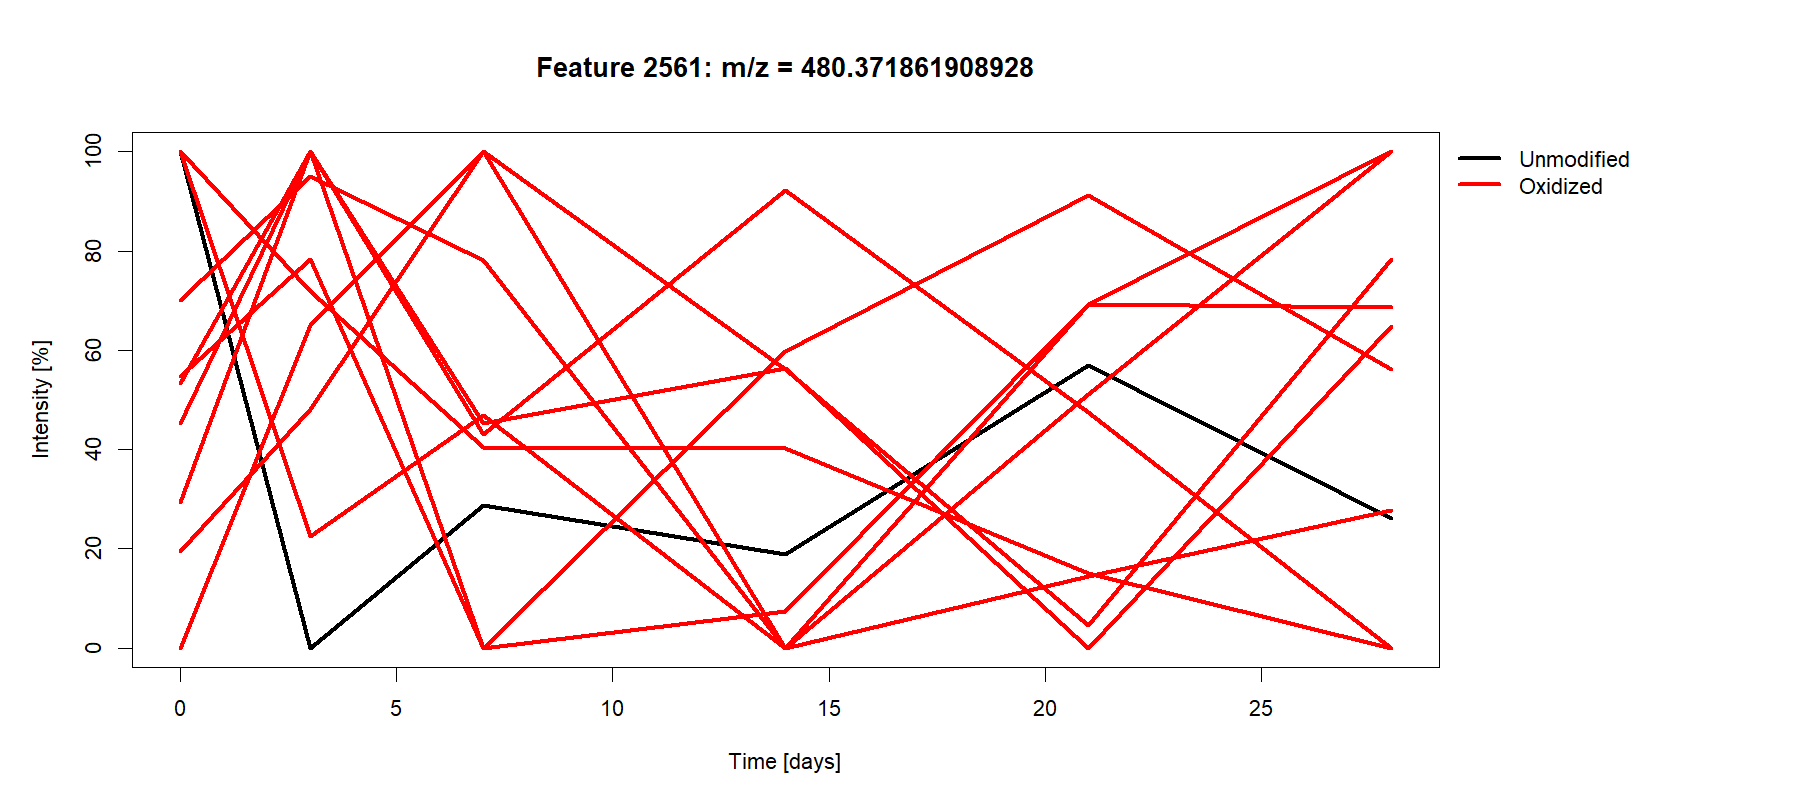 Feature 2561: m/z = 480.371861908928
Unmodified
Oxidized
Intensity [%]
100
80
60
40
20
0
0 5 10 15 20 25
Time [days]